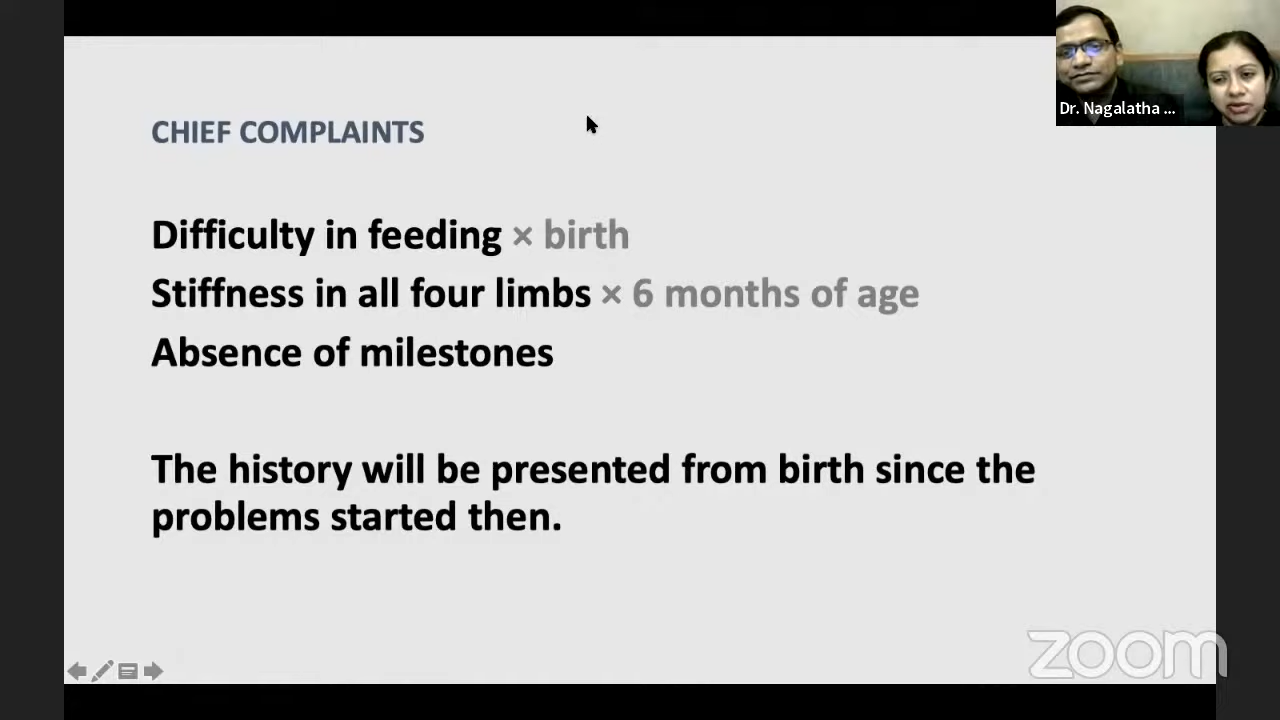 Dr. Nagalatha ...
CHIEF COMPLAINTS
Difficulty in feeding × birth
Stiffness in all four limbs × 6 months of age
Absence of milestones
The history will be presented from birth since the
problems started then.
zoom